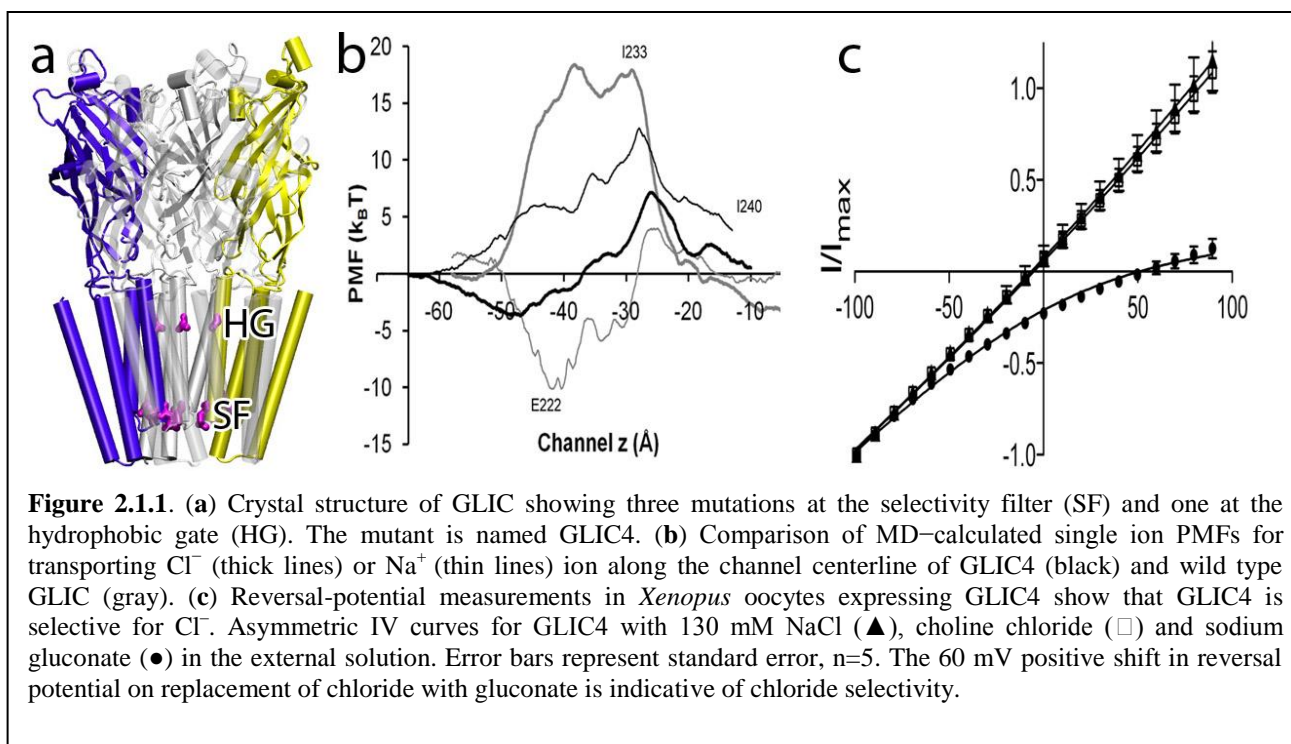 a
b
c
HG
SF
20
15
10
5
0
-5
-10
-15
PMF (kBT)
I233
I240
E222
-60 -50 -40 -30 -20 -10
Channel z (Å)
I/Imax
1.0
0.5
-0.5
-1.0
-100 -50 0 50 100
Figure 2.1.1. (a) Crystal structure of GLIC showing three mutations at the selectivity filter (SF) and one at the
hydrophobic gate (HG). The mutant is named GLIC4. (b) Comparison of MD−calculated single ion PMFs for
transporting Cl⁻ (thick lines) or Na⁺ (thin lines) ion along the channel centerline of GLIC4 (black) and wild type
GLIC (gray). (c) Reversal-potential measurements in Xenopus oocytes expressing GLIC4 show that GLIC4 is
selective for Cl⁻. Asymmetric IV curves for GLIC4 with 130 mM NaCl (▲), choline chloride (□) and sodium
gluconate (●) in the external solution. Error bars represent standard error, n=5. The 60 mV positive shift in reversal
potential on replacement of chloride with gluconate is indicative of chloride selectivity.